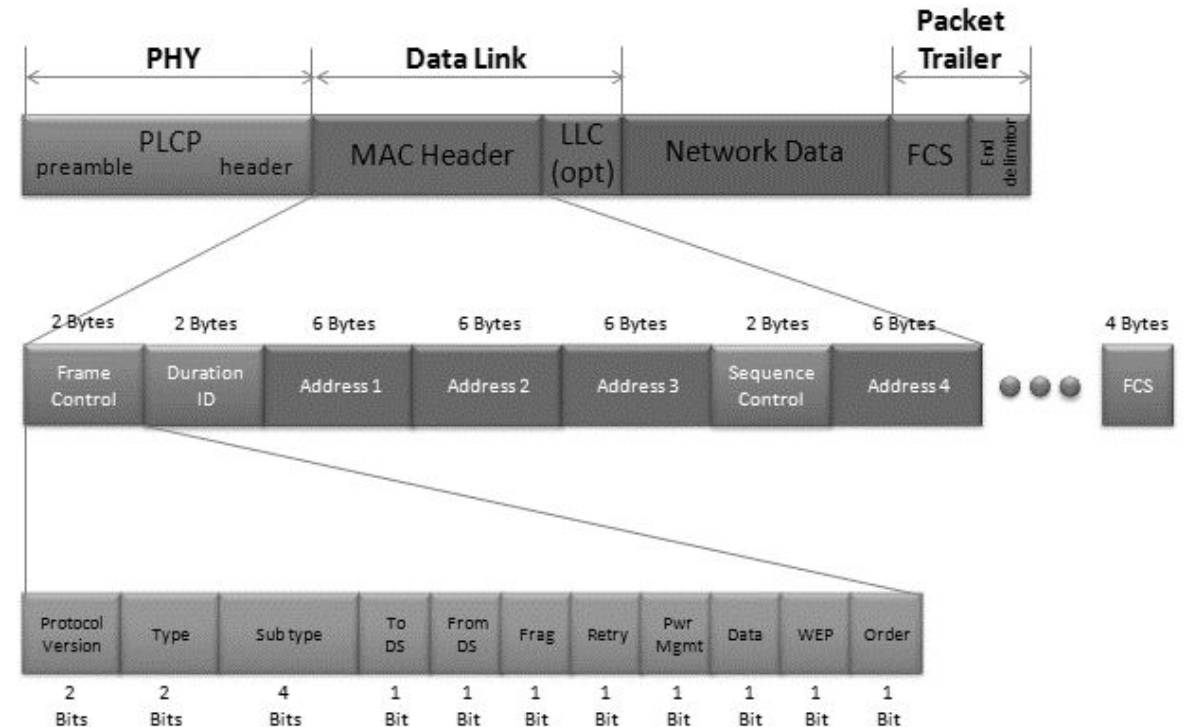 Packet
PHY Data Link Trailer
PLCP
preamble header
MAC Header
LLC
(opt)
Network Data
FCS
End
delimitor
2 Bytes 2 Bytes 6 Bytes 6 Bytes 6 Bytes 2 Bytes 6 Bytes 4 Bytes
Frame
Control
Duration
ID
Address 1
Address 2
Address 3
Sequence
Control
Address 4
FCS
Protocol
Version
Type
Sub type
To
DS
From
DS
Frag
Retry
Pwr
Mgmt
Data
WEP
Order
2 2 4 1 1 1 1 1 1 1 1
Bits Bits Bits Bit Bit Bit Bit Bit Bit Bit Bit